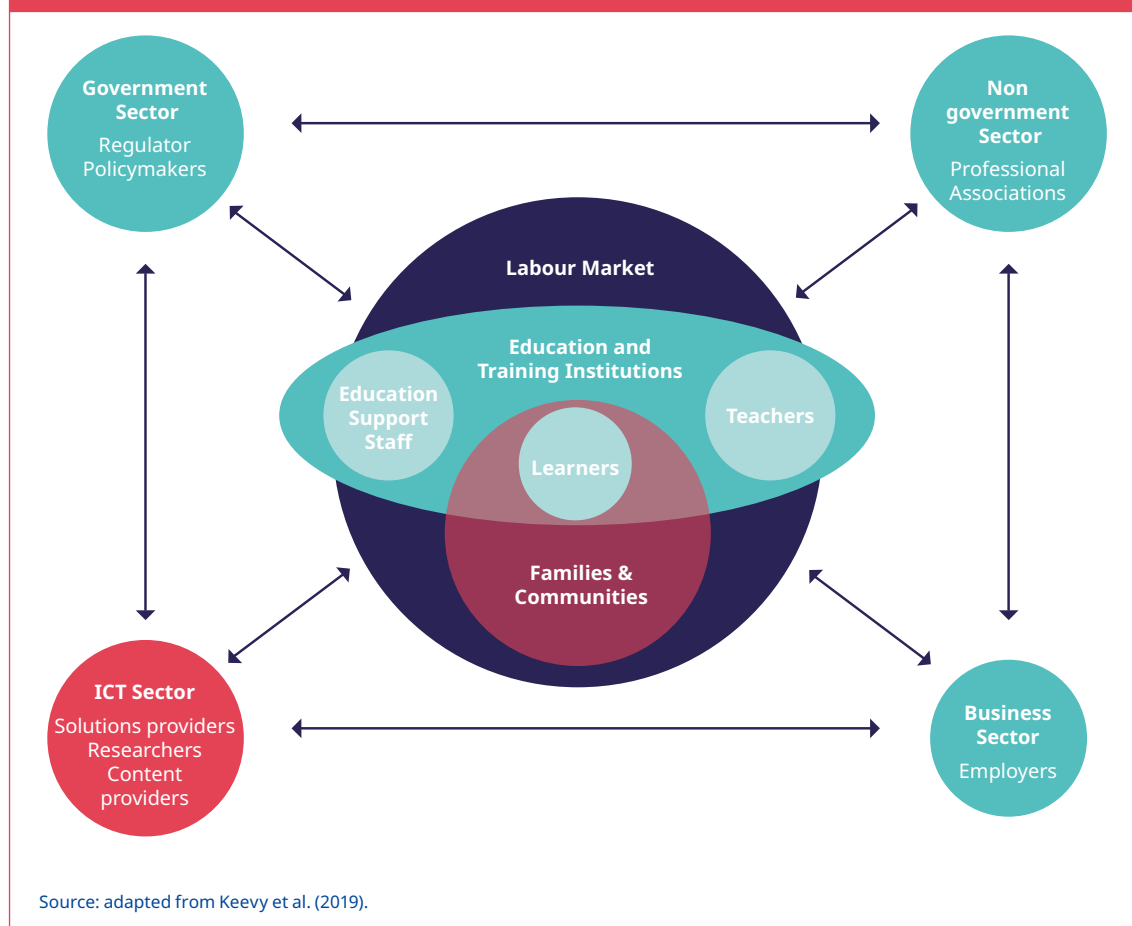 Government
Sector
Regulator
Policymakers
Non
government
Sector
Professional
Associations
Labour Market
Education and
Training Institutions
Education
Support
Staff
Teachers
Learners
Families &
Communities
ICT Sector
Solutions providers
Researchers
Content
providers
Business
Sector
Employers
Source: adapted from Keevy et al. (2019).